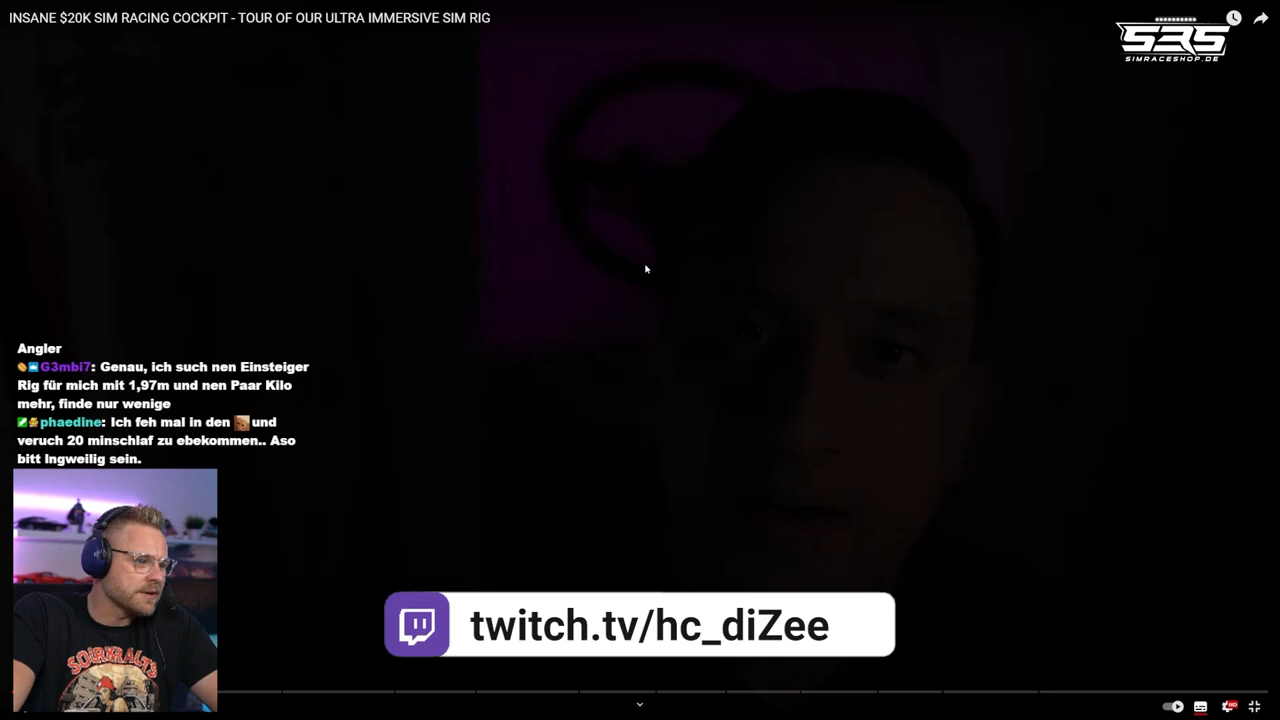 INSANE $20K SIM RACING COCKPIT - TOUR OF OUR ULTRA IMMERSIVE SIM RIG
SRS
SIMRACESHOP.DE
Angler
G3mbi7: Genau, ich such nen Einsteiger
Rig für mich mit 1,97m und nen Paar Kilo
mehr, finde nur wenige
phaedine: Ich feh mal in den und
veruch 20 minschlaf zu ebekommen.. Aso
bitt lngweilig sein.
twitch.tv/hc_diZee
HD